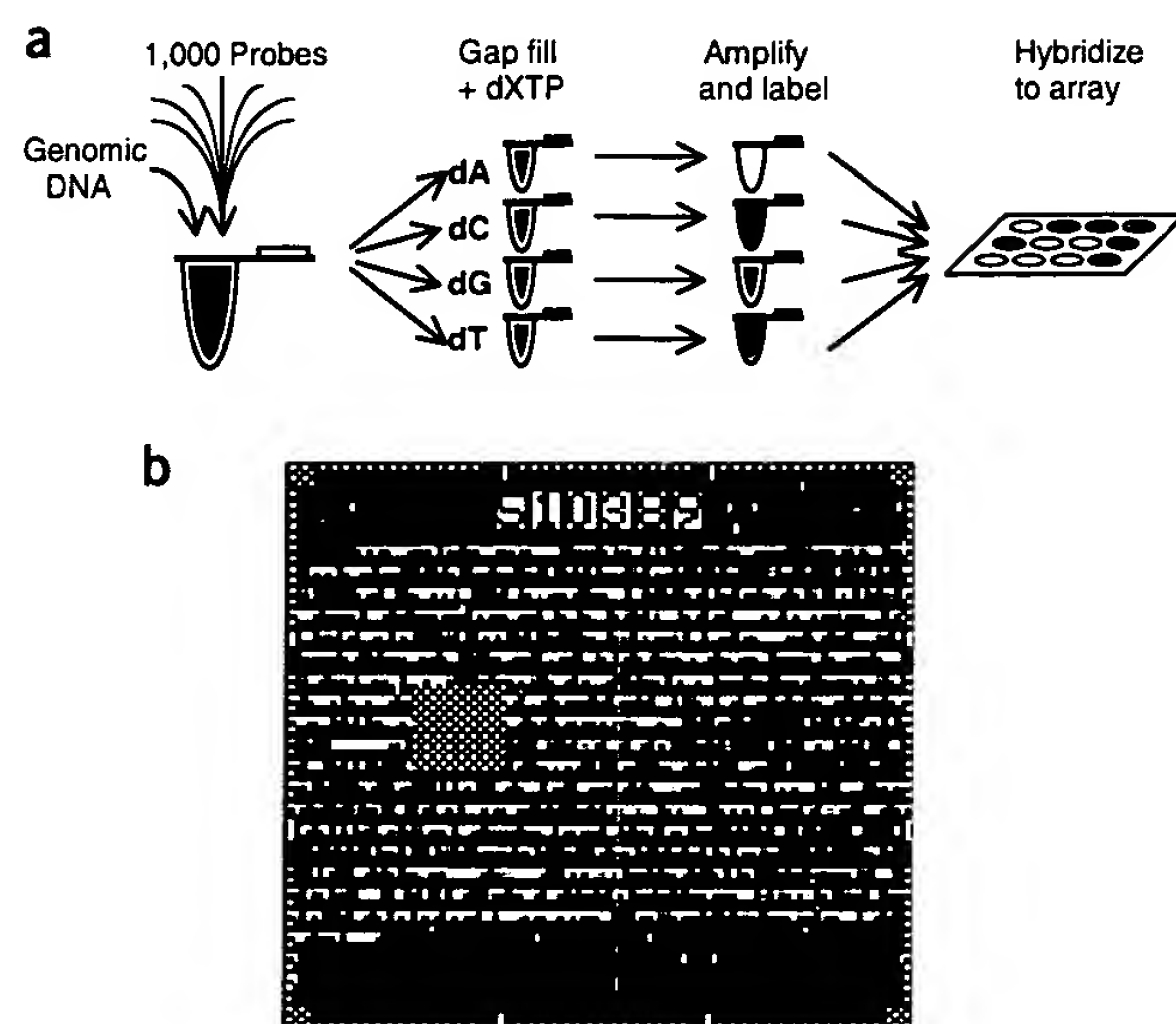 a
1,000 Probes
Genomic
DNA
Gap fill
+ dXTP
Amplify
and label
Hybridize
to array
dA
dC
dG
dT
b